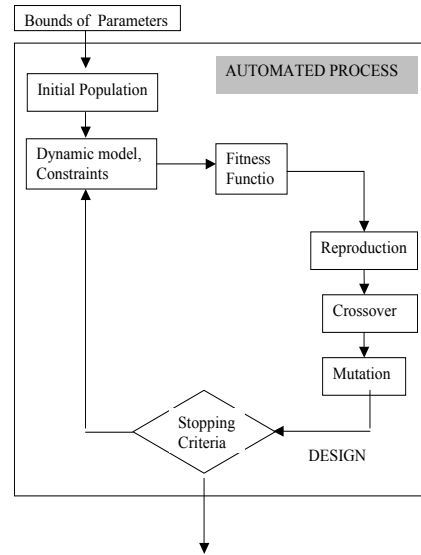 Bounds of Parameters
AUTOMATED PROCESS
Initial Population
Dynamic model,
Constraints
Fitness
Functio
Reproduction
Crossover
Mutation
Stopping
Criteria
DESIGN